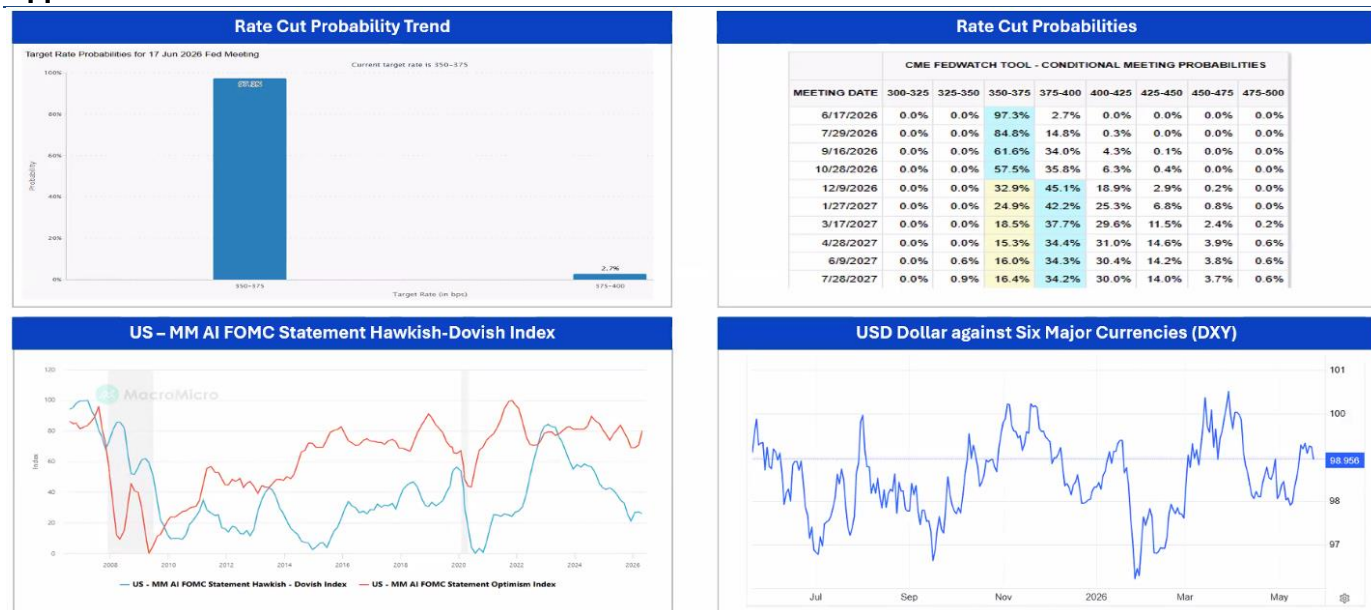 Rate Cut Probability Trend
Target Rate Probabilities for 17 Jun 2026 Fed Meeting
Current target rate is 350-375
100%
80%
60%
40%
20%
0%
Probability
2.7%
350-375
375-400
Target Rate (in bps)
Rate Cut Probabilities
CME FEDWATCH TOOL - CONDITIONAL MEETING PROBABILITIES
MEETING DATE 300-325 325-350 350-375 375-400 400-425 425-450 450-475 475-500
6/17/2026 0.0% 0.0% 97.3% 2.7% 0.0% 0.0% 0.0% 0.0%
7/29/2026 0.0% 0.0% 84.8% 14.8% 0.3% 0.0% 0.0% 0.0%
9/16/2026 0.0% 0.0% 61.6% 34.0% 4.3% 0.1% 0.0% 0.0%
10/28/2026 0.0% 0.0% 57.5% 35.8% 6.3% 0.4% 0.0% 0.0%
12/9/2026 0.0% 0.0% 32.9% 45.1% 18.9% 2.9% 0.2% 0.0%
1/27/2027 0.0% 0.0% 24.9% 42.2% 25.3% 6.8% 0.8% 0.0%
3/17/2027 0.0% 0.0% 18.5% 37.7% 29.6% 11.5% 2.4% 0.2%
4/28/2027 0.0% 0.0% 15.3% 34.4% 31.0% 14.6% 3.9% 0.6%
6/9/2027 0.0% 0.6% 16.0% 34.3% 30.4% 14.2% 3.8% 0.6%
7/28/2027 0.0% 0.9% 16.4% 34.2% 30.0% 14.0% 3.7% 0.6%
US – MM AI FOMC Statement Hawkish-Dovish Index
MacroMicro
120
100
80
60
40
20
0
Index
2008 2010 2012 2014 2016 2018 2020 2022 2024 2026
US - MM AI FOMC Statement Hawkish - Dovish Index US - MM AI FOMC Statement Optimism Index
USD Dollar against Six Major Currencies (DXY)
101
100
98.956
98
97
Jul Sep Nov 2026 Mar May